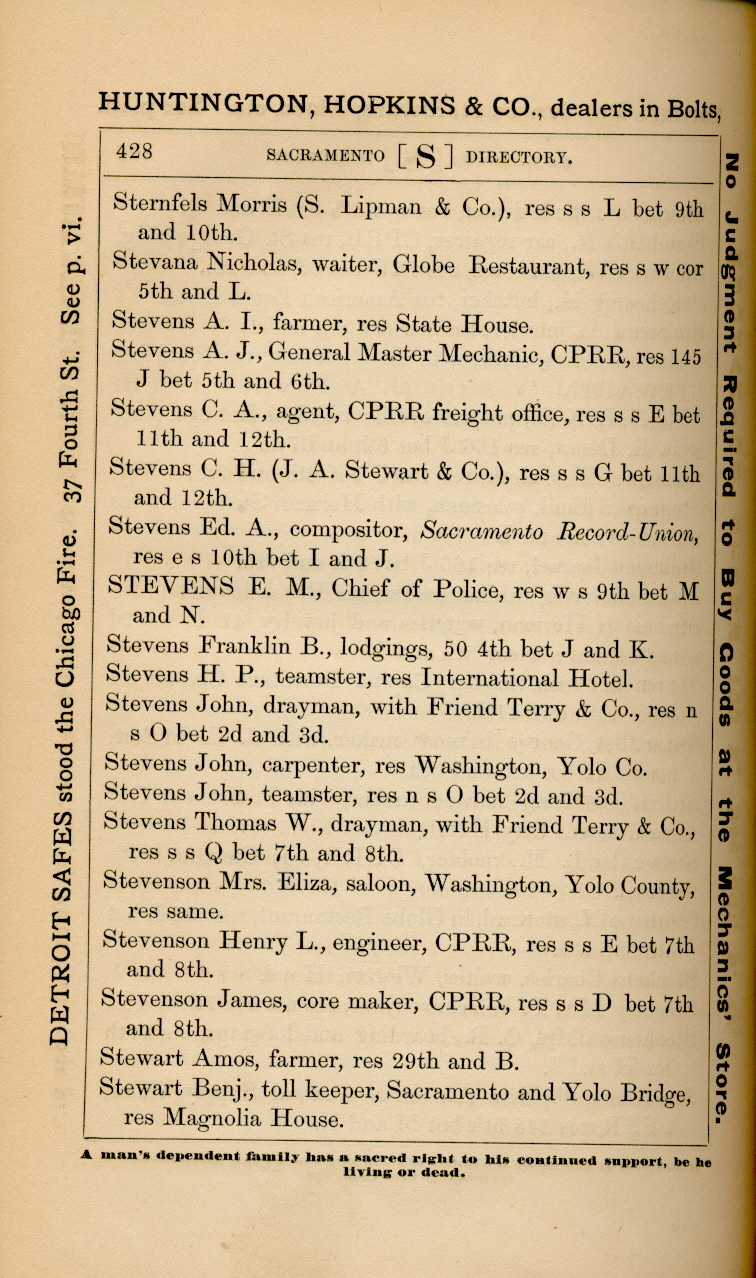 HUNTINGTON, HOPKINS & CO., dealers in Bolts,
428 SACRAMENTO [ S ] DIRECTORY.
Sternfels Morris (S. Lipman & Co.), res s s L bet 9th
and 10th.
Stevana Nicholas, waiter, Globe Restaurant, res s w cor
5th and L.
Stevens A. I., farmer, res State House.
Stevens A. J., General Master Mechanic, CPRR, res 145
J bet 5th and 6th.
Stevens C. A., agent, CPRR freight office, res s s E bet
11th and 12th.
Stevens C. H. (J. A. Stewart & Co.), res s s G bet 11th
and 12th.
Stevens Ed. A., compositor, Sacramento Record-Union,
res e s 10th bet I and J.
STEVENS E. M., Chief of Police, res w s 9th bet M
and N.
Stevens Franklin B., lodgings, 50 4th bet J and K.
Stevens H. P., teamster, res International Hotel.
Stevens John, drayman, with Friend Terry & Co., res n
s O bet 2d and 3d.
Stevens John, carpenter, res Washington, Yolo Co.
Stevens John, teamster, res n s O bet 2d and 3d.
Stevens Thomas W., drayman, with Friend Terry & Co.,
res s s Q bet 7th and 8th.
Stevenson Mrs. Eliza, saloon, Washington, Yolo County,
res same.
Stevenson Henry L., engineer, CPRR, res s s E bet 7th
and 8th.
Stevenson James, core maker, CPRR, res s s D bet 7th
and 8th.
Stewart Amos, farmer, res 29th and B.
Stewart Benj., toll keeper, Sacramento and Yolo Bridge,
res Magnolia House.
A man's dependent family has a sacred right to his continued support, be he
living or dead.
DETROIT SAFES stood the Chicago Fire. 37 Fourth St. See p. vi.
No Judgment Required to Buy Goods at the Mechanics' Store.